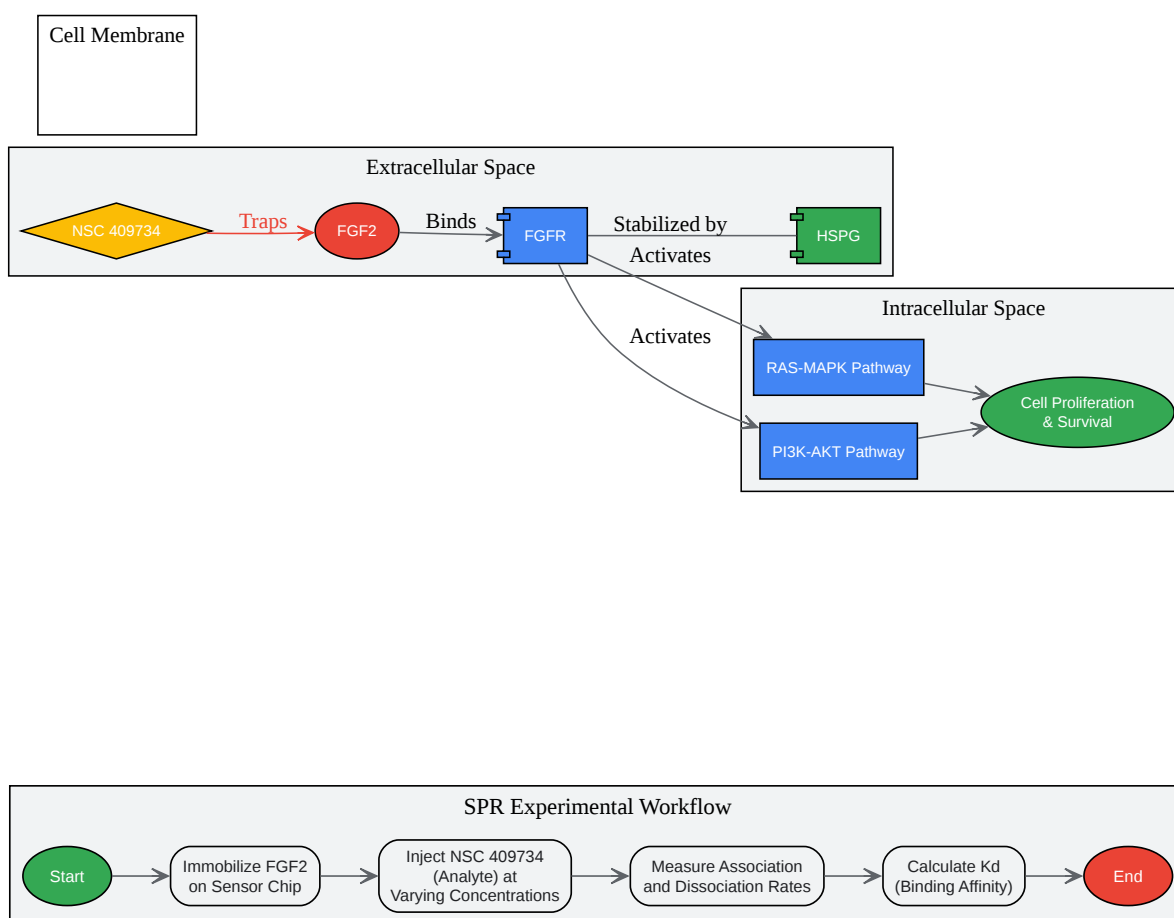 Cell Membrane
Extracellular Space
NSC 409734
Traps
FGF2
Binds
FGFR
Stabilized by
HSPG
Activates
Activates
Intracellular Space
RAS-MAPK Pathway
PI3K-AKT Pathway
Cell Proliferation
& Survival
SPR Experimental Workflow
Start
Immobilize FGF2
on Sensor Chip
Inject NSC 409734
(Analyte) at
Varying Concentrations
Measure Association
and Dissociation Rates
Calculate Kd
(Binding Affinity)
End